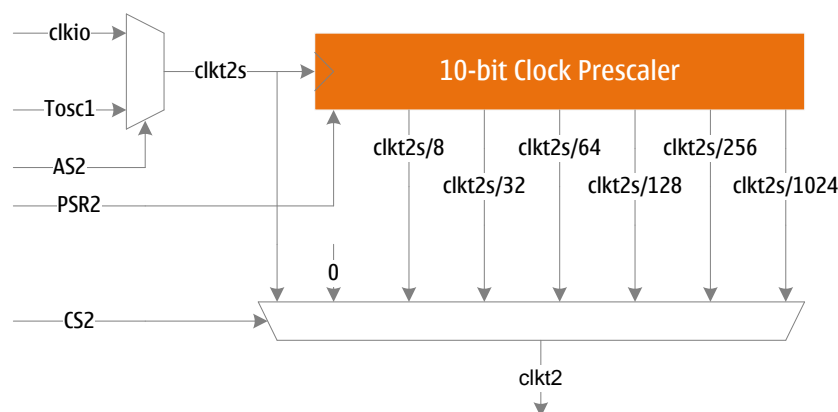 clkio
clkt2s
10-bit Clock Prescaler
Tosc1
clkt2s/8
clkt2s/64
clkt2s/256
AS2
clkt2s/32
clkt2s/128
clkt2s/1024
PSR2
0
CS2
clkt2